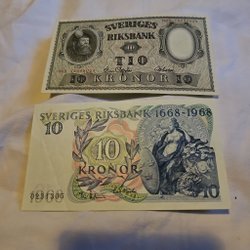 SVERIGES
RIKSBANK
10
TIO
10 KRONOR 10
SVERIGES RIKSBANK 1668-1968
10
10
KRONOR
10